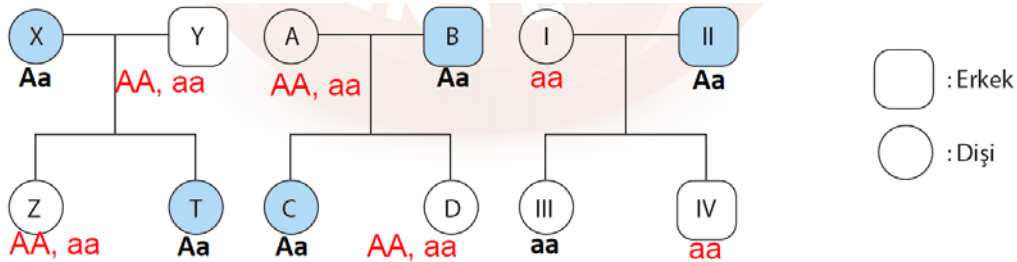 X Y A B I II
Aa AA, aa AA, aa Aa aa Aa
: Erkek
: Dişi
Z T C D III IV
AA, aa Aa Aa AA, aa aa aa